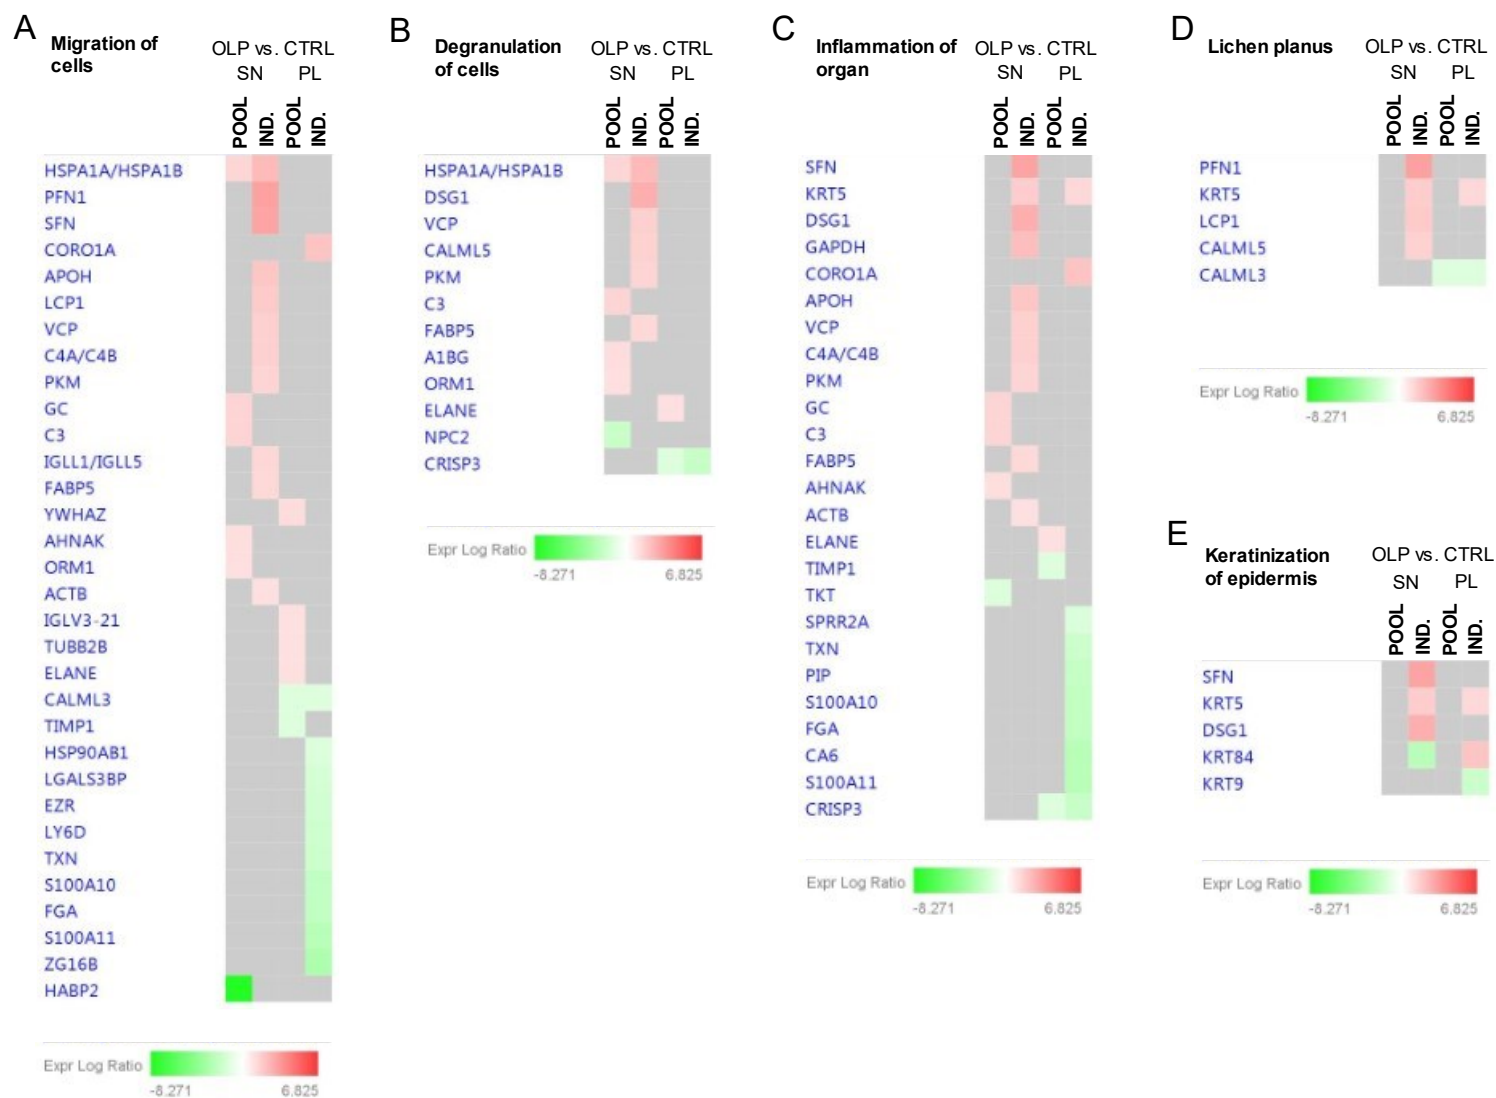 A
Migration of
cells
OLP vs. CTRL
SN PL
POOL IND. POOL IND.
HSPA1A/HSPA1B
PFN1
SFN
CORO1A
APOH
LCP1
VCP
C4A/C4B
PKM
GC
C3
IGLL1/IGLL5
FABP5
YWHAZ
AHNAK
ORM1
ACTB
IGLV3-21
TUBB2B
ELANE
CALML3
TIMP1
HSP90AB1
LGALS3BP
EZR
LY6D
TXN
S100A10
FGA
S100A11
ZG16B
HABP2
Expr Log Ratio
-8.271 6.825
B
Degranulation
of cells
OLP vs. CTRL
SN PL
POOL IND. POOL IND.
HSPA1A/HSPA1B
DSG1
VCP
CALML5
PKM
C3
FABP5
A1BG
ORM1
ELANE
NPC2
CRISP3
Expr Log Ratio
-8.271 6.825
C
Inflammation of
organ
OLP vs. CTRL
SN PL
POOL IND. POOL IND.
SFN
KRT5
DSG1
GAPDH
CORO1A
APOH
VCP
C4A/C4B
PKM
GC
C3
FABP5
AHNAK
ACTB
ELANE
TIMP1
TKT
SPRR2A
TXN
PIP
S100A10
FGA
CA6
S100A11
CRISP3
Expr Log Ratio
-8.271 6.825
D
Lichen planus
OLP vs. CTRL
SN PL
POOL IND. POOL IND.
PFN1
KRT5
LCP1
CALML5
CALML3
Expr Log Ratio
-8.271 6.825
E
Keratinization
of epidermis
OLP vs. CTRL
SN PL
POOL IND. POOL IND.
SFN
KRT5
DSG1
KRT84
KRT9
Expr Log Ratio
-8.271 6.825